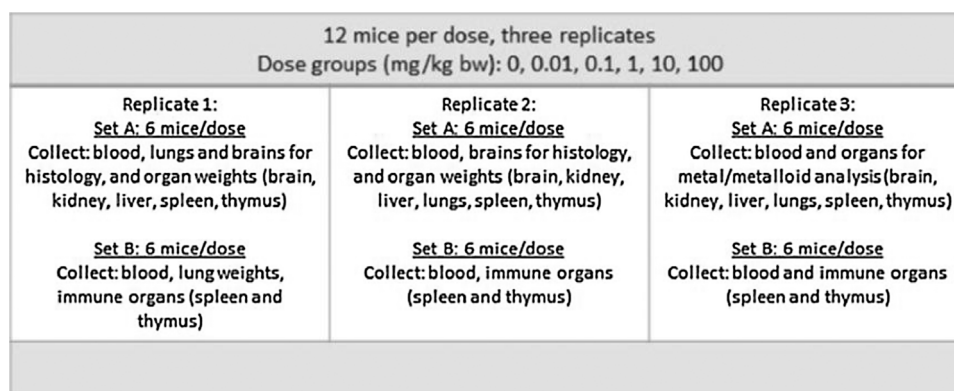 12 mice per dose, three replicates
Dose groups (mg/kg bw): 0, 0.01, 0.1, 1, 10, 100
Replicate 1:
Set A: 6 mice/dose
Collect: blood, lungs and brains for
histology, and organ weights (brain,
kidney, liver, spleen, thymus)
Set B: 6 mice/dose
Collect: blood, lung weights,
immune organs (spleen and
thymus)
Replicate 2:
Set A: 6 mice/dose
Collect: blood, brains for histology,
and organ weights (brain, kidney,
liver, lungs, spleen, thymus)
Set B: 6 mice/dose
Collect: blood, immune organs
(spleen and thymus)
Replicate 3:
Set A: 6 mice/dose
Collect: blood and organs for
metal/metalloid analysis (brain,
kidney, liver, lungs, spleen, thymus)
Set B: 6 mice/dose
Collect: blood and immune organs
(spleen and thymus)